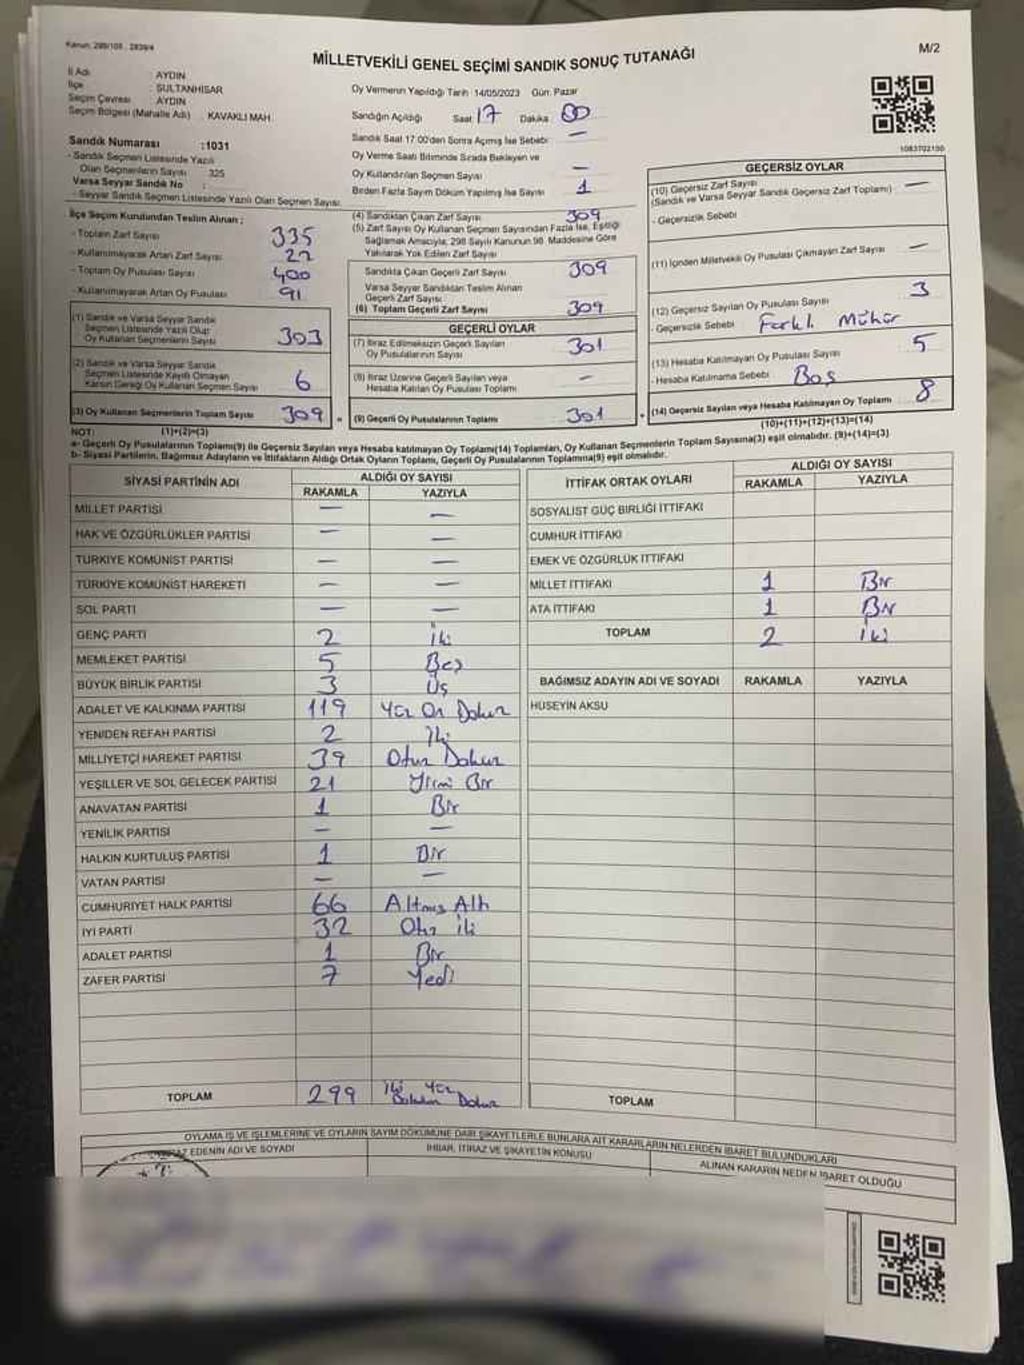 Kanun: 298/105 , 2839/4
M/2
MİLLETVEKİLİ GENEL SEÇİMİ SANDIK SONUÇ TUTANAĞI
İl Adı : AYDIN
İlçe : SULTANHİSAR
Seçim Çevresi : AYDIN
Seçim Bölgesi (Mahalle Adı) : KAVAKLI MAH.
Sandık Numarası :1031
- Sandık Seçmen Listesinde Yazılı
Olan Seçmenlerin Sayısı : 325
Varsa Seyyar Sandık No :
- Seyyar Sandık Seçmen Listesinde Yazılı Olan Seçmen Sayısı:
Oy Vermenin Yapıldığı Tarih 14/05/2023 Gün: Pazar
Sandığın Açıldığı Saat 17 Dakika 00
Sandık Saat 17:00'den Sonra Açılmış İse Sebebi: —
Oy Verme Saati Bitiminde Sırada Bekleyen ve
Oy Kullandırılan Seçmen Sayısı —
Birden Fazla Sayım Döküm Yapılmış İse Sayısı 1
1083702100
İlçe Seçim Kurulundan Teslim Alınan ;
- Toplam Zarf Sayısı 335
- Kullanılmayarak Artan Zarf Sayısı 27
- Toplam Oy Pusulası Sayısı 400
- Kullanılmayarak Artan Oy Pusulası 91
(1) Sandık ve Varsa Seyyar Sandık
Seçmen Listesinde Yazılı Olup
Oy Kullanan Seçmenlerin Sayısı 303
(2) Sandık ve Varsa Seyyar Sandık
Seçmen Listesinde Kayıtlı Olmayan
Kanun Gereği Oy Kullanan Seçmen Sayısı 6
(3) Oy Kullanan Seçmenlerin Toplam Sayısı 309 =
(1)+(2)=(3)
(4) Sandıktan Çıkan Zarf Sayısı 309
(5) Zarf Sayısı Oy Kullanan Seçmen Sayısından Fazla İse, Eşitliği
Sağlamak Amacıyla; 298 Sayılı Kanunun 98. Maddesine Göre
Yakılarak Yok Edilen Zarf Sayısı
Sandıkta Çıkan Geçerli Zarf Sayısı 309
Varsa Seyyar Sandıktan Teslim Alınan
Geçerli Zarf Sayısı:
(6) Toplam Geçerli Zarf Sayısı 309
GEÇERLİ OYLAR
(7) İtiraz Edilmeksizin Geçerli Sayılan
Oy Pusulalarının Sayısı 301
(8) İtiraz Üzerine Geçerli Sayılan veya
Hesaba Katılan Oy Pusulası Toplamı —
(9) Geçerli Oy Pusulalarının Toplamı 301 +
GEÇERSİZ OYLAR
(10) Geçersiz Zarf Sayısı —
(Sandık ve Varsa Seyyar Sandık Geçersiz Zarf Toplamı)
- Geçersizlik Sebebi
(11) İçinden Milletvekili Oy Pusulası Çıkmayan Zarf Sayısı —
(12) Geçersiz Sayılan Oy Pusulası Sayısı 3
- Geçersizlik Sebebi Farklı Mühür
(13) Hesaba Katılmayan Oy Pusulası Sayısı 5
- Hesaba Katılmama Sebebi Boş
(14) Geçersiz Sayılan veya Hesaba Katılmayan Oy Toplamı 8
(10)+(11)+(12)+(13)=(14)
NOT:
a- Geçerli Oy Pusulalarının Toplamı(9) ile Geçersiz Sayılan veya Hesaba katılmayan Oy Toplamı(14) Toplamları, Oy Kullanan Seçmenlerin Toplam Sayısına(3) eşit olmalıdır. (9)+(14)=(3)
b- Siyasi Partilerin, Bağımsız Adayların ve İttifakların Aldığı Ortak Oyların Toplamı, Geçerli Oy Pusulalarının Toplamına(9) eşit olmalıdır.
SİYASİ PARTİNİN ADI ALDIĞI OY SAYISI
RAKAMLA YAZIYLA
MİLLET PARTİSİ — —
HAK VE ÖZGÜRLÜKLER PARTİSİ — —
TÜRKİYE KOMÜNİST PARTİSİ — —
TÜRKİYE KOMÜNİST HAREKETİ — —
SOL PARTİ — —
GENÇ PARTİ 2 iki
MEMLEKET PARTİSİ 5 Beş
BÜYÜK BİRLİK PARTİSİ 3 Üş
ADALET VE KALKINMA PARTİSİ 119 Yüz On Dokuz
YENİDEN REFAH PARTİSİ 2 İki
MİLLİYETÇİ HAREKET PARTİSİ 39 Otuz Dokuz
YEŞİLLER VE SOL GELECEK PARTİSİ 21 Yirmi Bir
ANAVATAN PARTİSİ 1 Bir
YENİLİK PARTİSİ — —
HALKIN KURTULUŞ PARTİSİ 1 Bir
VATAN PARTİSİ — —
CUMHURİYET HALK PARTİSİ 66 Altmış Altı
İYİ PARTİ 32 Otuz iki
ADALET PARTİSİ 1 Bir
ZAFER PARTİSİ 7 Yedi
TOPLAM 299 İki Yüz Doksan Dokuz
İTTİFAK ORTAK OYLARI ALDIĞI OY SAYISI
RAKAMLA YAZIYLA
SOSYALİST GÜÇ BİRLİĞİ İTTİFAKI
CUMHUR İTTİFAKI
EMEK VE ÖZGÜRLÜK İTTİFAKI
MİLLET İTTİFAKI 1 Bir
ATA İTTİFAKI 1 Bir
TOPLAM 2 iki
BAĞIMSIZ ADAYIN ADI VE SOYADI RAKAMLA YAZIYLA
HÜSEYİN AKSU
TOPLAM
OYLAMA İŞ VE İŞLEMLERİNE VE OYLARIN SAYIM DÖKÜMÜNE DAİR ŞİKAYETLERLE BUNLARA AİT KARARLARIN NELERDEN İBARET BULUNDUKLARI
EDENİN ADI VE SOYADI İHBAR, İTİRAZ VE ŞİKAYETİN KONUSU ALINAN KARARIN NEDEN İBARET OLDUĞU